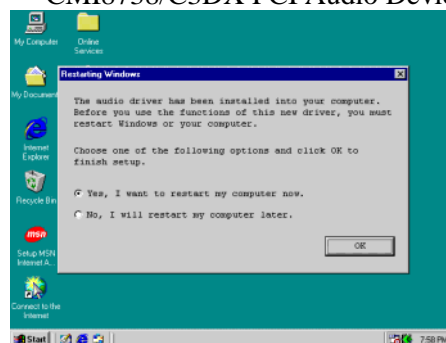 CMI8738/C3DX PCI Audio Device
My Computer
Online
Services
My Document
Internet
Explorer
Recycle Bin
msn
Setup MSN
Internet A...
Connect to the
Internet
Restarting Windows
The audio driver has been installed into your computer.
Before you use the functions of this new driver, you must
restart Windows or your computer.
Choose one of the following options and click OK to
finish setup.
Yes, I want to restart my computer now.
No, I will restart my computer later.
OK
Start
7:58 PM